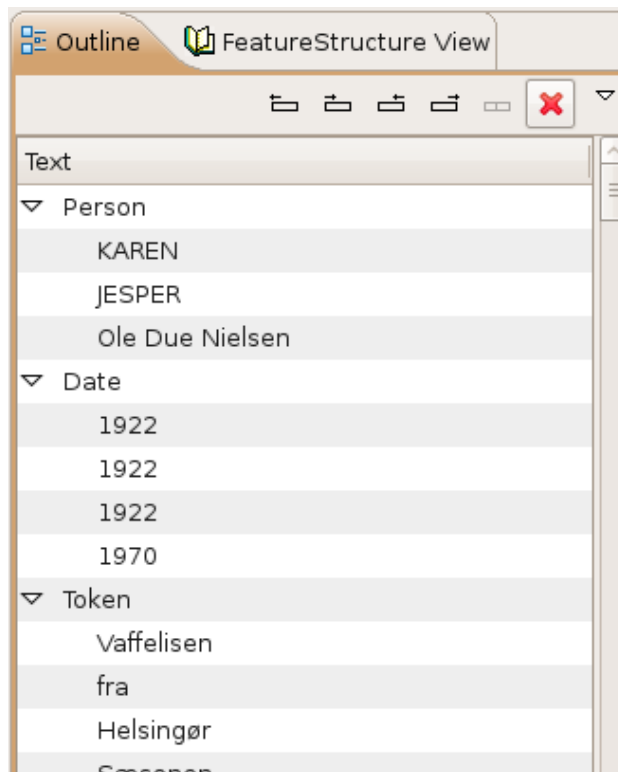 Outline FeatureStructure View
Text
Person
KAREN
JESPER
Ole Due Nielsen
Date
1922
1922
1922
1970
Token
Vaffelisen
fra
Helsingør
Sæsonen